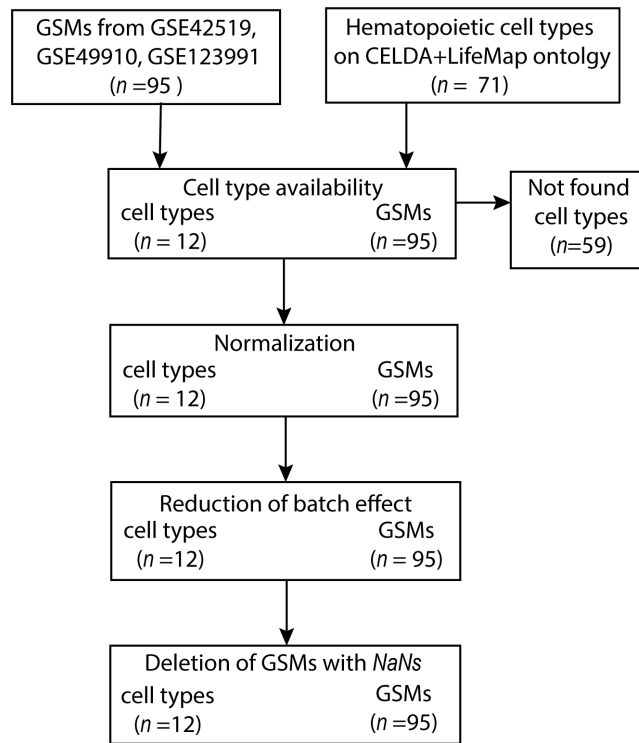 GSMs from GSE42519,
GSE49910, GSE123991
(n =95 )
Hematopoietic cell types
on CELDA+LifeMap ontolgy
(n = 71)
Cell type availability
cell types GSMs
(n = 12) (n =95)
Not found
cell types
(n=59)
Normalization
cell types GSMs
(n = 12) (n =95)
Reduction of batch effect
cell types GSMs
(n =12) (n = 95)
Deletion of GSMs with NaNs
cell types GSMs
(n =12) (n =95)